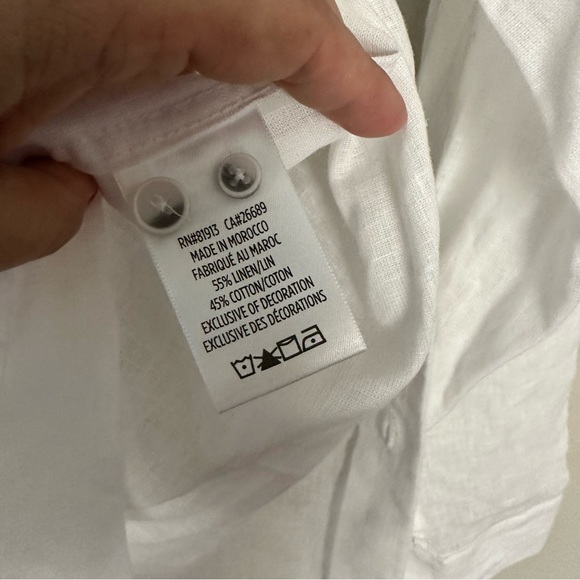 RN#81913 CA#26689
MADE IN MOROCCO
FABRIQUÉ AU MAROC
55% LINEN/LIN
45% COTTON/COTON
EXCLUSIVE OF DECORATION
EXCLUSIVE DES DÉCORATIONS